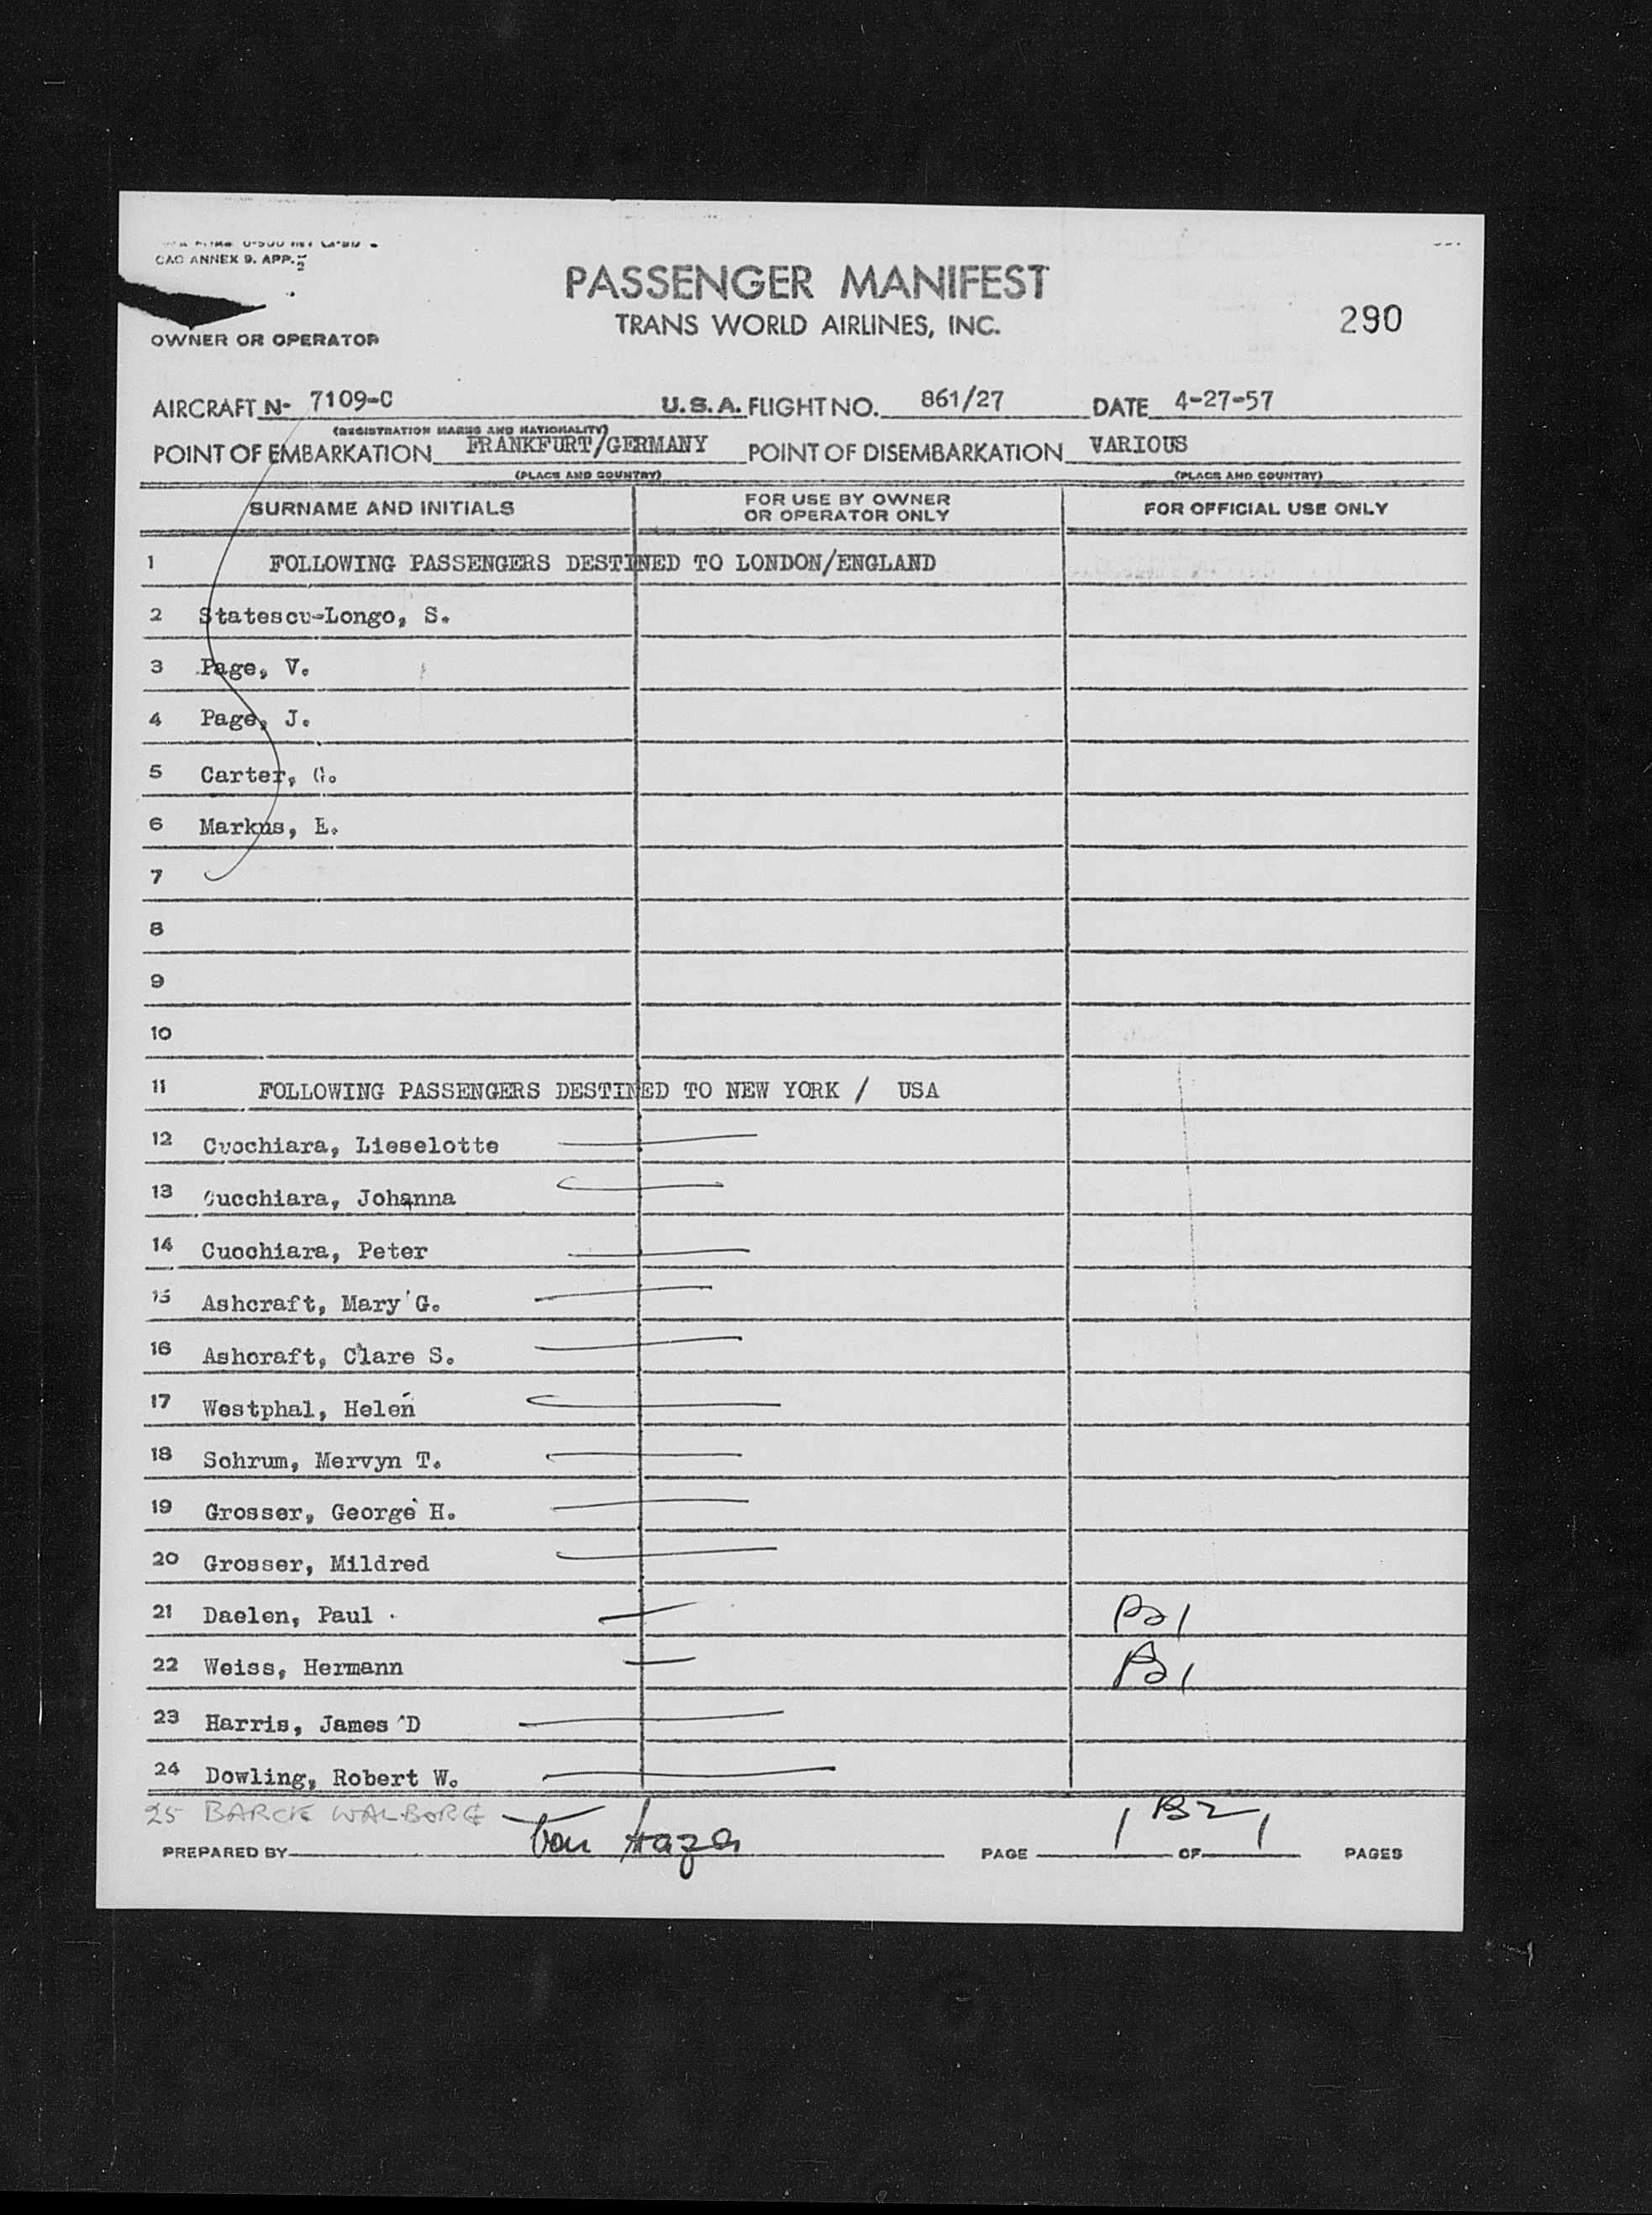 CAO ANNEX 9. APP. 2
PASSENGER MANIFEST
TRANS WORLD AIRLINES, INC.
290
OWNER OR OPERATOR
AIRCRAFT N- 7109-C U.S.A. FLIGHT NO. 861/27 DATE 4-27-57
(REGISTRATION MARKS AND NATIONALITY)
POINT OF EMBARKATION FRANKFURT/GERMANY POINT OF DISEMBARKATION VARIOUS
(PLACE AND COUNTRY) (PLACE AND COUNTRY)
SURNAME AND INITIALS FOR USE BY OWNER OR OPERATOR ONLY FOR OFFICIAL USE ONLY
1 FOLLOWING PASSENGERS DESTINED TO LONDON/ENGLAND
2 Statescu-Longo, S.
3 Page, V.
4 Page, J.
5 Carter, G.
6 Markus, E.
7
8
9
10
11 FOLLOWING PASSENGERS DESTINED TO NEW YORK / USA
12 Cucchiara, Lieselotte
13 Cucchiara, Johanna
14 Cucchiara, Peter
15 Ashcraft, Mary G.
16 Ashcraft, Clare S.
17 Westphal, Helen
18 Schrum, Mervyn T.
19 Grosser, George H.
20 Grosser, Mildred
21 Daelen, Paul B1
22 Weiss, Hermann B1
23 Harris, James D
24 Dowling, Robert W.
25 BARCK WALBORG B2
PREPARED BY PAGE 1 OF 1 PAGES